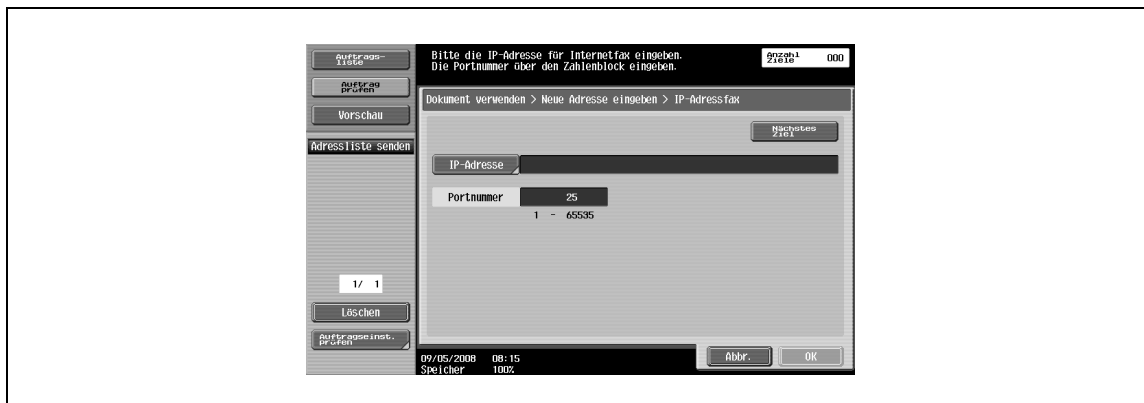 Auftrags-
liste
Auftrag
prüfen
Vorschau
Adressliste senden
1/ 1
Löschen
Auftragseinst.
prüfen
Bitte die IP-Adresse für Internetfax eingeben.
Die Portnummer über den Zahlenblock eingeben.
Anzahl
Ziele 000
Dokument verwenden > Neue Adresse eingeben > IP-Adressfax
Nächstes
Ziel
IP-Adresse
Portnummer 25
1 - 65535
09/05/2008 08:15
Speicher 100%
Abbr.
OK